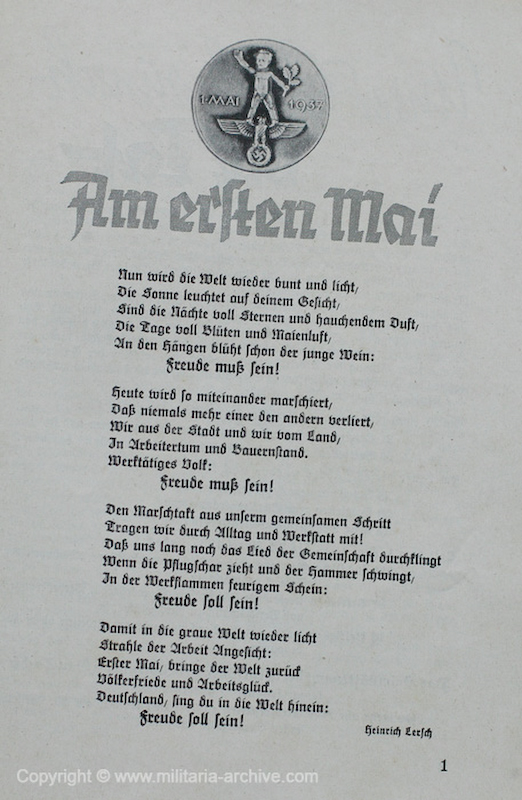 1. MAI 1937
Am ersten Mai
Nun wird die Welt wieder bunt und licht,
Die Sonne leuchtet auf deinem Gesicht,
Sind die Nächte voll Sternen und hauchendem Duft,
Die Tage voll Blüten und Maienluft,
An den Hängen blüht schon der junge Wein:
Freude muß sein!
Heute wird so miteinander marschiert,
Daß niemals mehr einer den andern verliert,
Wir aus der Stadt und wir vom Land,
In Arbeitertum und Bauernstand.
Werktätiges Volk:
Freude muß sein!
Den Marschtakt aus unserm gemeinsamen Schritt
Tragen wir durch Alltag und Werkstatt mit!
Daß uns lang noch das Lied der Gemeinschaft durchklingt
Wenn die Pflugschar zieht und der Hammer schwingt,
In der Werkflammen feurigem Schein:
Freude soll sein!
Damit in die graue Welt wieder licht
Strahle der Arbeit Angesicht:
Erster Mai, bringe der Welt zurück
Völkerfriede und Arbeitsglück.
Deutschland, sing du in die Welt hinein:
Freude soll sein!
Heinrich Lersch
1
Copyright © www.militaria-archive.com